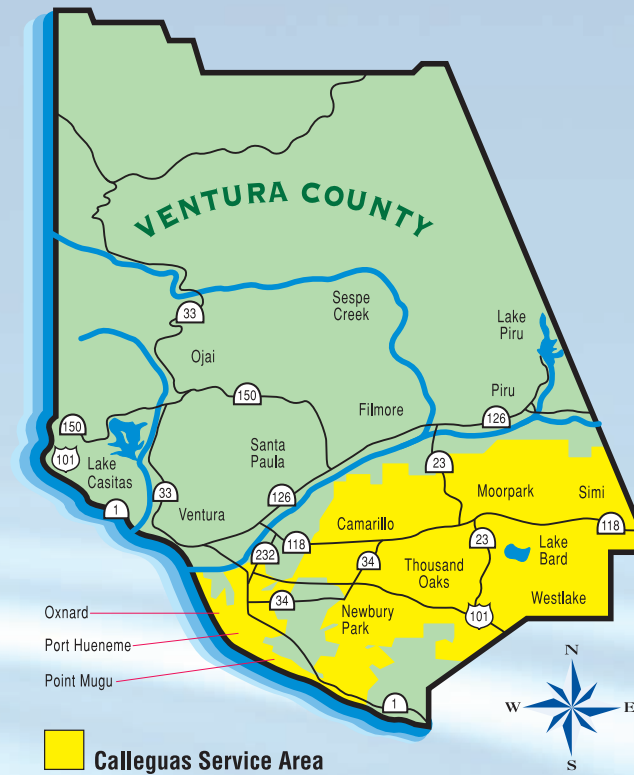 VENTURA COUNTY
Sespe
Creek
33
Lake
Piru
Ojai
150
Piru
Filmore
126
150
101
Lake
Casitas
Santa
Paula
23
Moorpark
Simi
33
126
1
Ventura
Camarillo
118
118
232
34
23
Lake
Bard
Thousand
Oaks
34
Newbury
Park
Westlake
101
Oxnard
Port Hueneme
Point Mugu
1
N
W
E
S
Calleguas Service Area